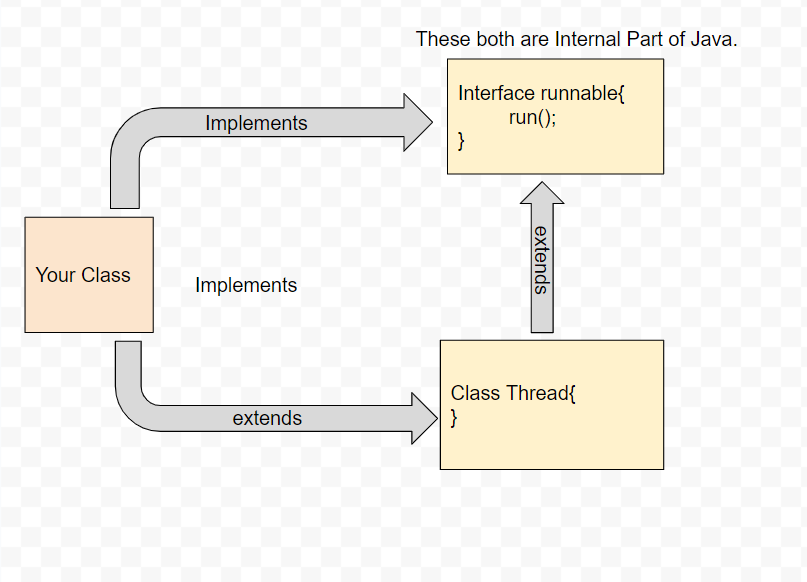 These both are Internal Part of Java.
Interface runnable{
run();
}
Implements
extends
Your Class
Implements
Class Thread{
}
extends